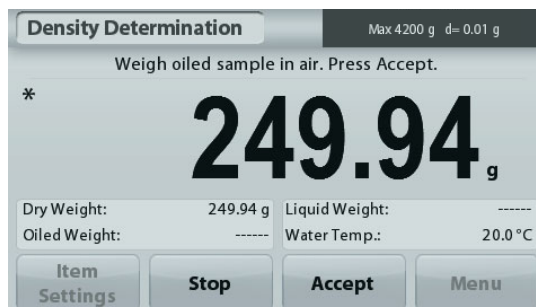 Density Determination
Max 4200 g d= 0.01 g
Weigh oiled sample in air. Press Accept.
*
249.94 g
Dry Weight: 249.94 g
Liquid Weight: ------
Oiled Weight: ------
Water Temp.: 20.0 °C
Item Settings
Stop
Accept
Menu